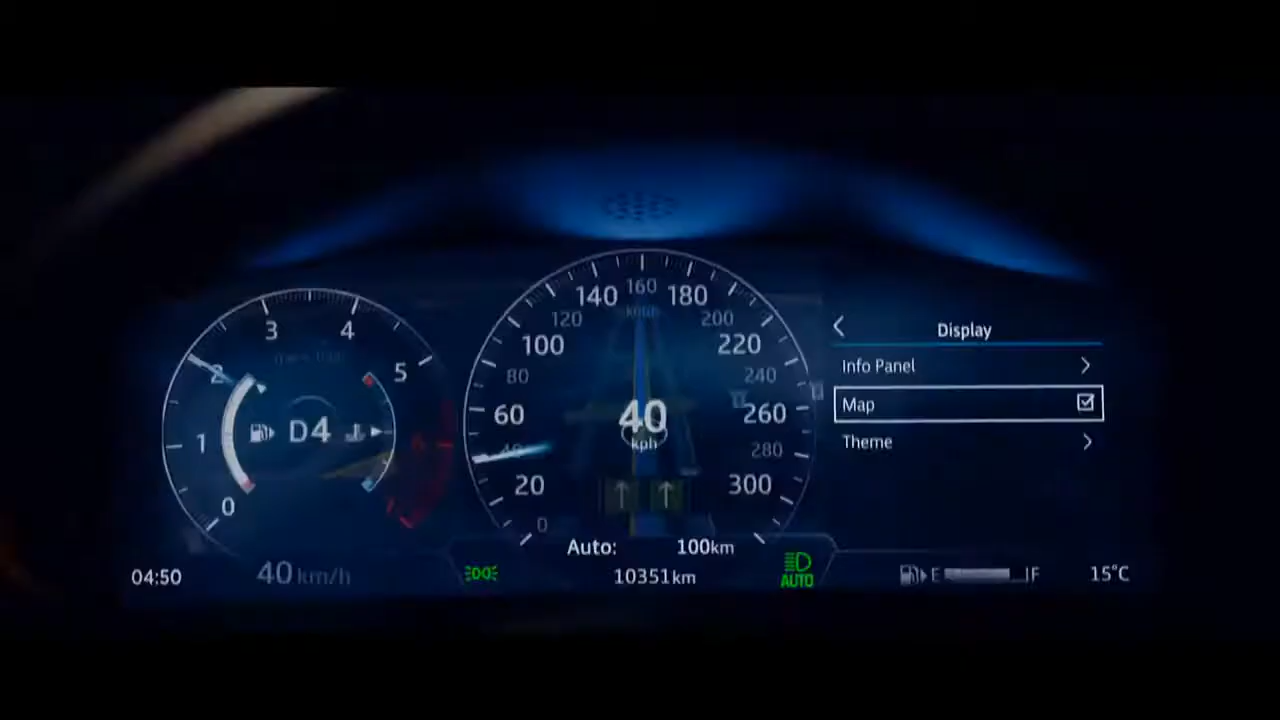 140 160 180
120 200
3 4
100 220
2 5
80 240
60 40 260
D4
kph
1
40 280
20 300
0
0
Auto: 100km
04:50 40 km/h 10351km AUTO E F 15°C
Display
Info Panel
Map
Theme